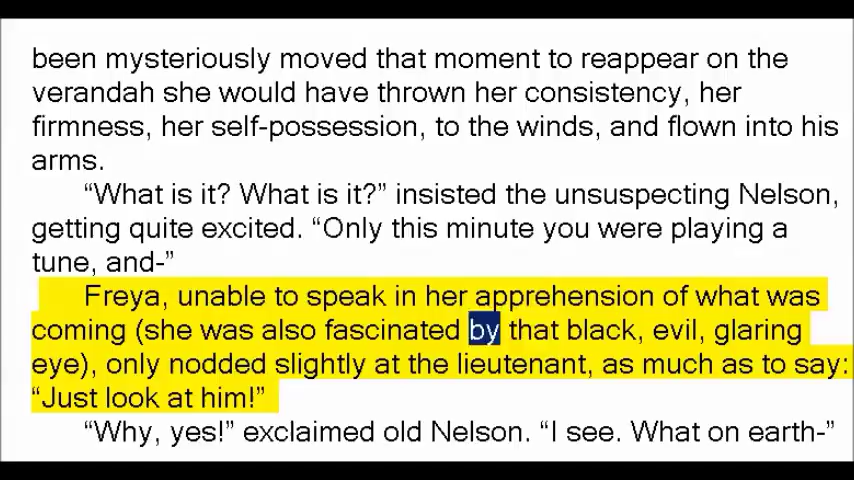 been mysteriously moved that moment to reappear on the
verandah she would have thrown her consistency, her
firmness, her self-possession, to the winds, and flown into his
arms.
“What is it? What is it?” insisted the unsuspecting Nelson,
getting quite excited. “Only this minute you were playing a
tune, and-”
Freya, unable to speak in her apprehension of what was
coming (she was also fascinated by that black, evil, glaring
eye), only nodded slightly at the lieutenant, as much as to say:
“Just look at him!”
“Why, yes!” exclaimed old Nelson. “I see. What on earth-”